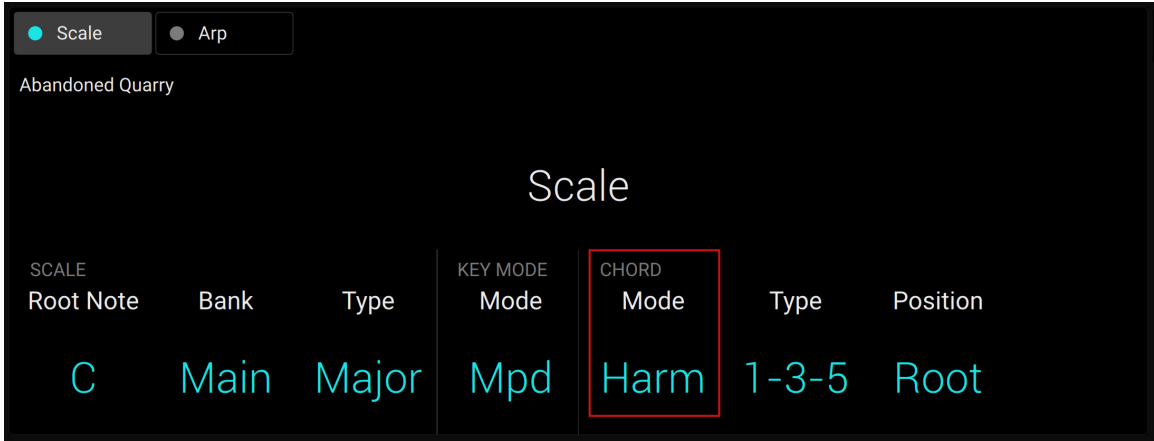 Scale Arp
Abandoned Quarry
Scale
SCALE KEY MODE CHORD
Root Note Bank Type Mode Mode Type Position
C Main Major Mpd Harm 1-3-5 Root